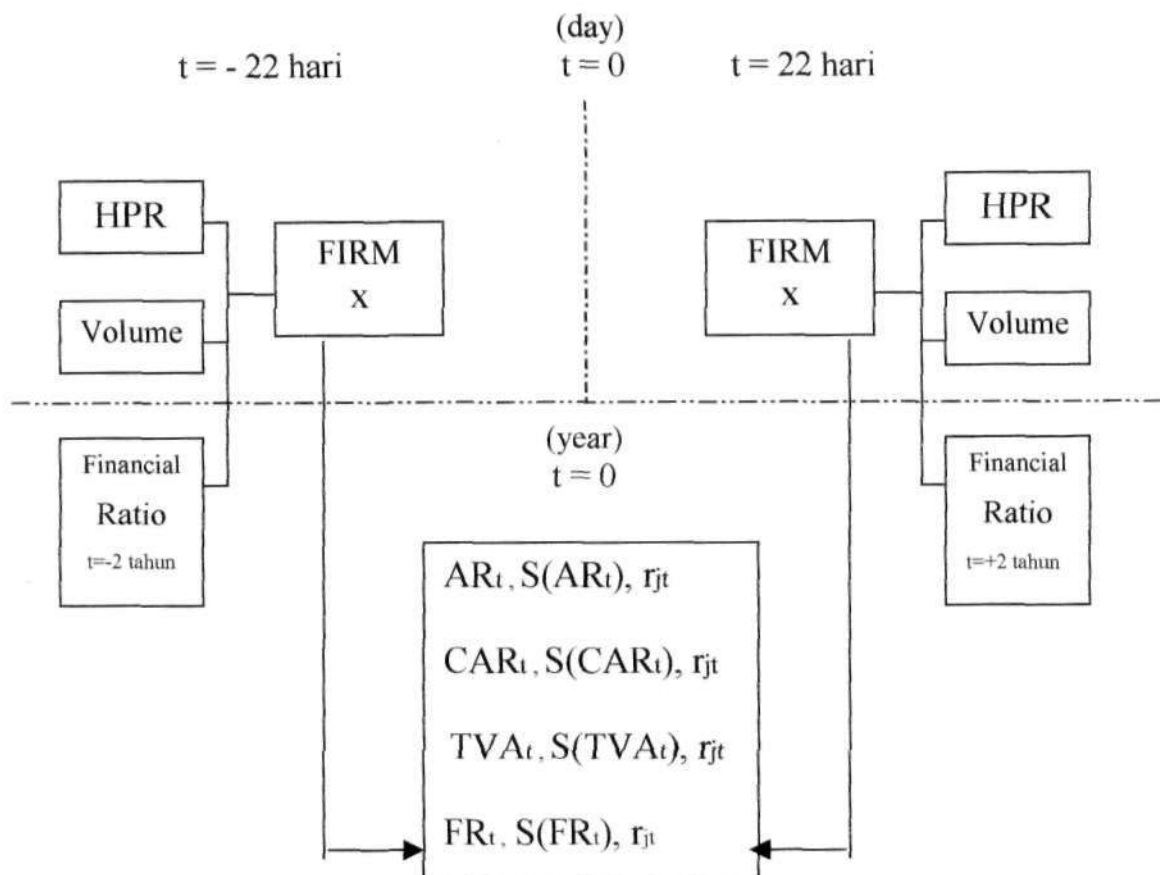 (day)
t = - 22 hari
t = 0
t = 22 hari
HPR
Volume
Financial
Ratio
t=-2 tahun
FIRM
x
FIRM
x
HPR
Volume
Financial
Ratio
t=+2 tahun
(year)
t = 0
ARt, S(ARt), rjt
CARt, S(CARt), rjt
TVAt, S(TVAt), rjt
FRt, S(FRt), rjt